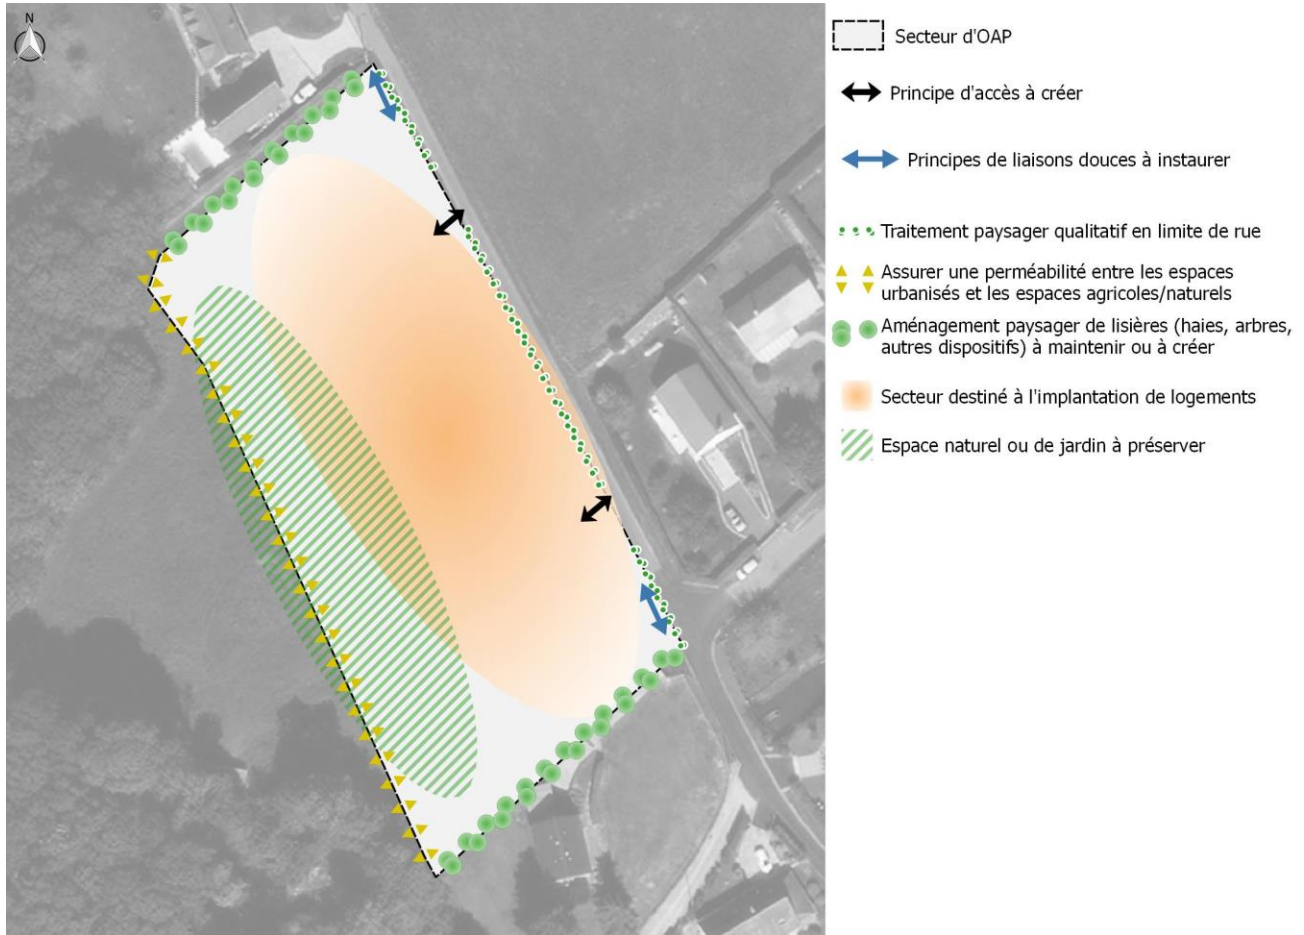 N
Secteur d'OAP
Principe d'accès à créer
Principes de liaisons douces à instaurer
Traitement paysager qualitatif en limite de rue
Assurer une perméabilité entre les espaces
urbanisés et les espaces agricoles/naturels
Aménagement paysager de lisières (haies, arbres,
autres dispositifs) à maintenir ou à créer
Secteur destiné à l'implantation de logements
Espace naturel ou de jardin à préserver